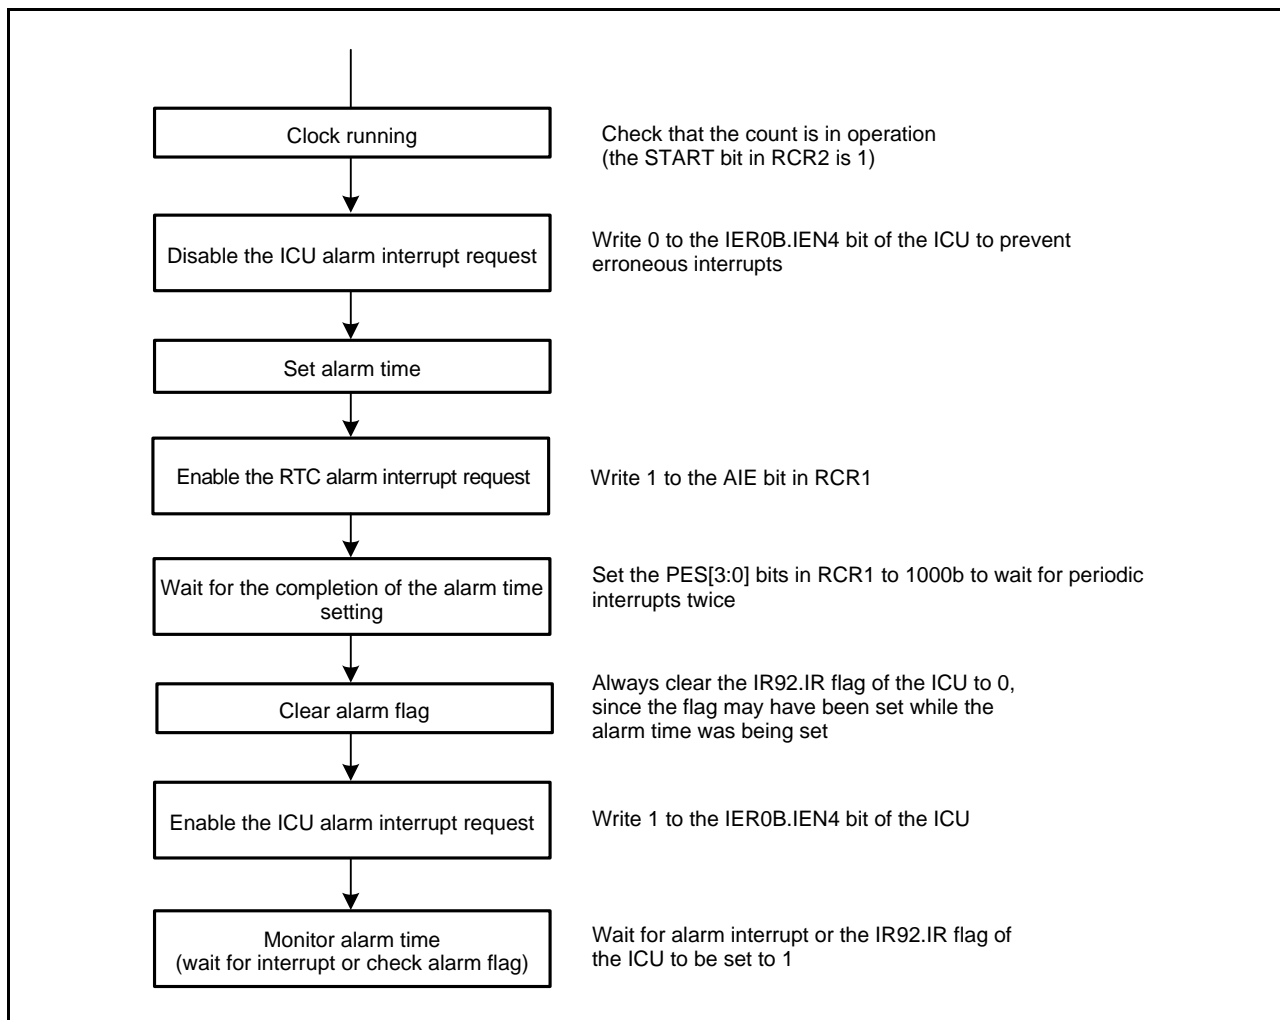 Clock running
Check that the count is in operation
(the START bit in RCR2 is 1)
Disable the ICU alarm interrupt request
Write 0 to the IER0B.IEN4 bit of the ICU to prevent
erroneous interrupts
Set alarm time
Enable the RTC alarm interrupt request
Write 1 to the AIE bit in RCR1
Wait for the completion of the alarm time
setting
Set the PES[3:0] bits in RCR1 to 1000b to wait for periodic
interrupts twice
Clear alarm flag
Always clear the IR92.IR flag of the ICU to 0,
since the flag may have been set while the
alarm time was being set
Enable the ICU alarm interrupt request
Write 1 to the IER0B.IEN4 bit of the ICU
Monitor alarm time
(wait for interrupt or check alarm flag)
Wait for alarm interrupt or the IR92.IR flag of
the ICU to be set to 1